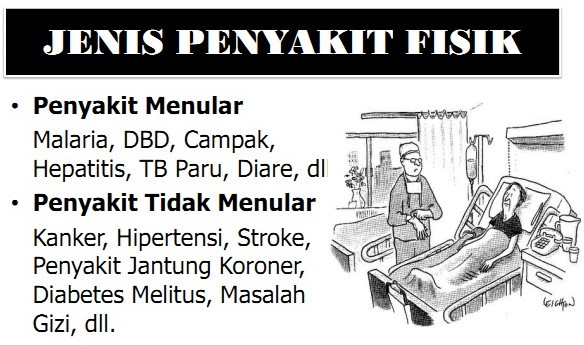 JENIS PENYAKIT FISIK
• Penyakit Menular
Malaria, DBD, Campak,
Hepatitis, TB Paru, Diare, dll
• Penyakit Tidak Menular
Kanker, Hipertensi, Stroke,
Penyakit Jantung Koroner,
Diabetes Melitus, Masalah
Gizi, dll.
LEIGHTON